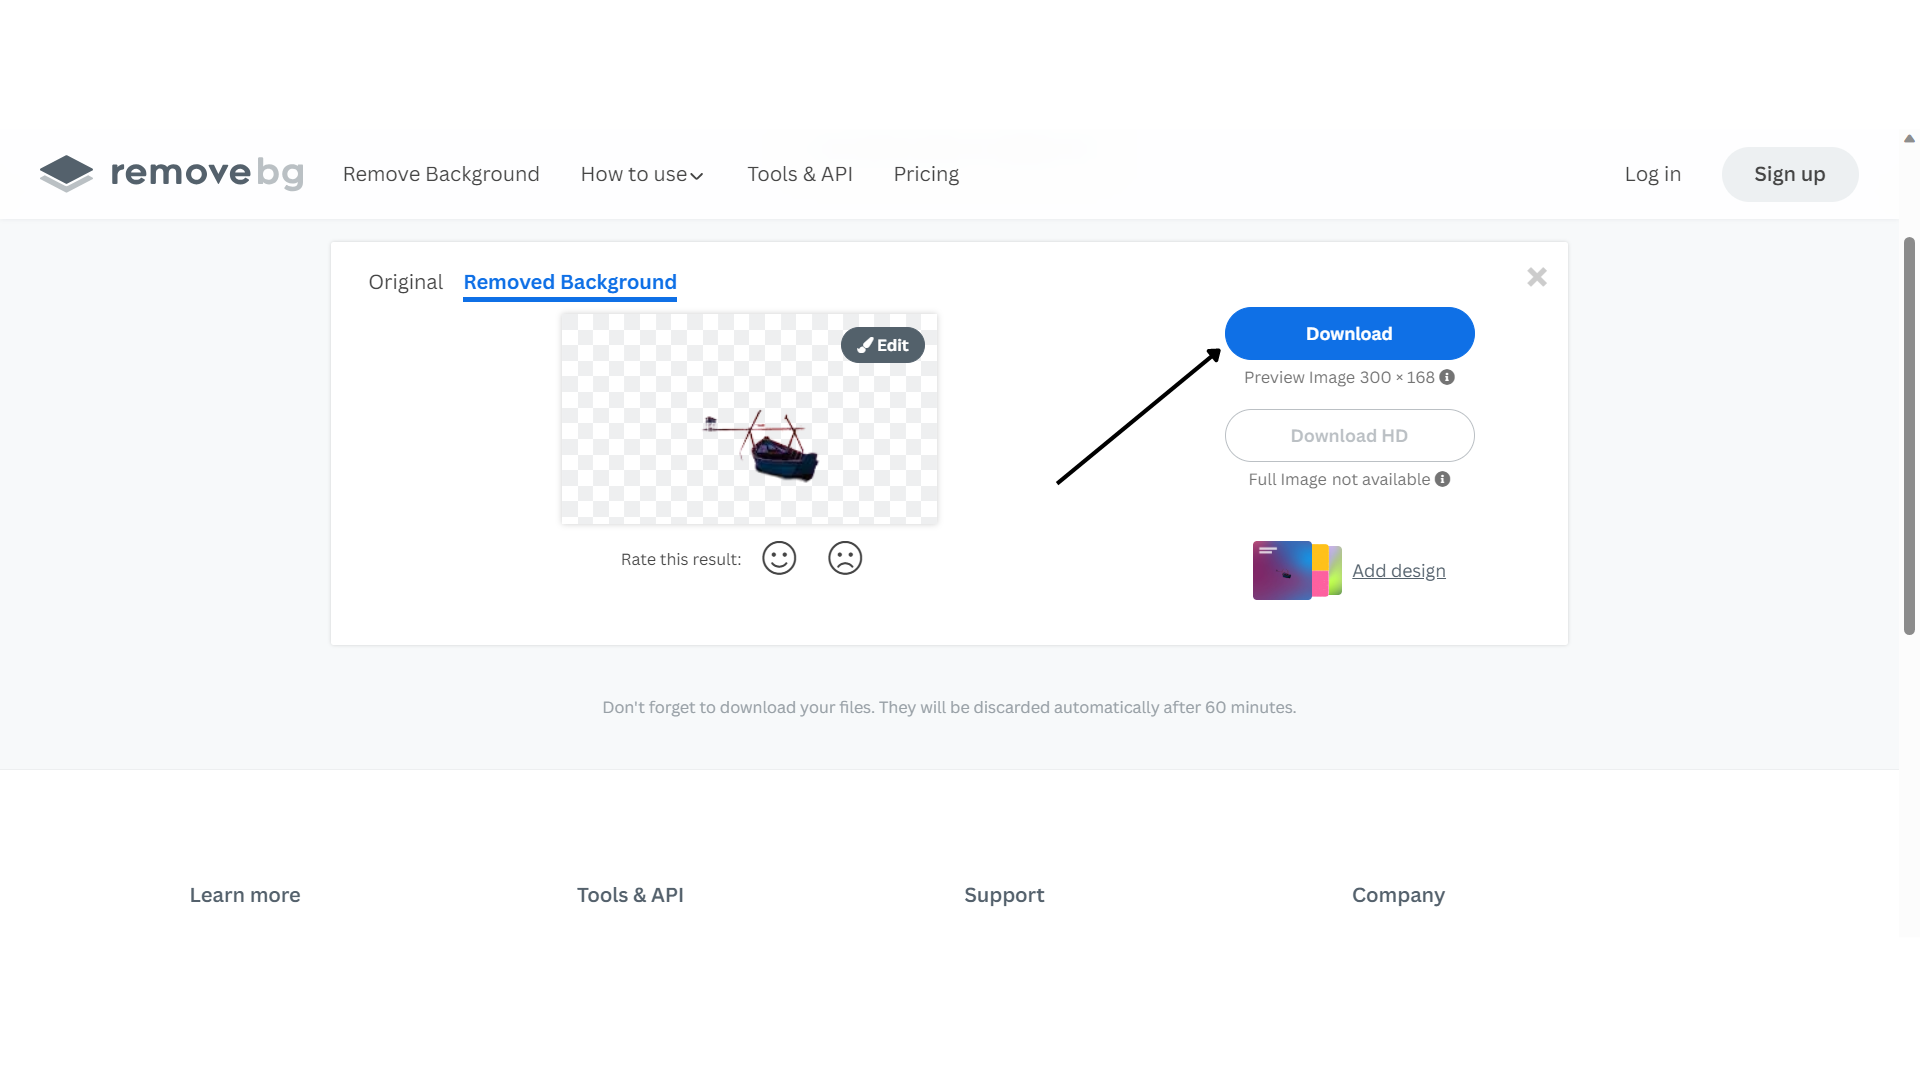 removebg Remove Background How to use Tools & API Pricing Log in Sign up
Original Removed Background
Edit
Download
Preview Image 300 × 168
Download HD
Full Image not available
Rate this result:
Add design
Don't forget to download your files. They will be discarded automatically after 60 minutes.
Learn more Tools & API Support Company